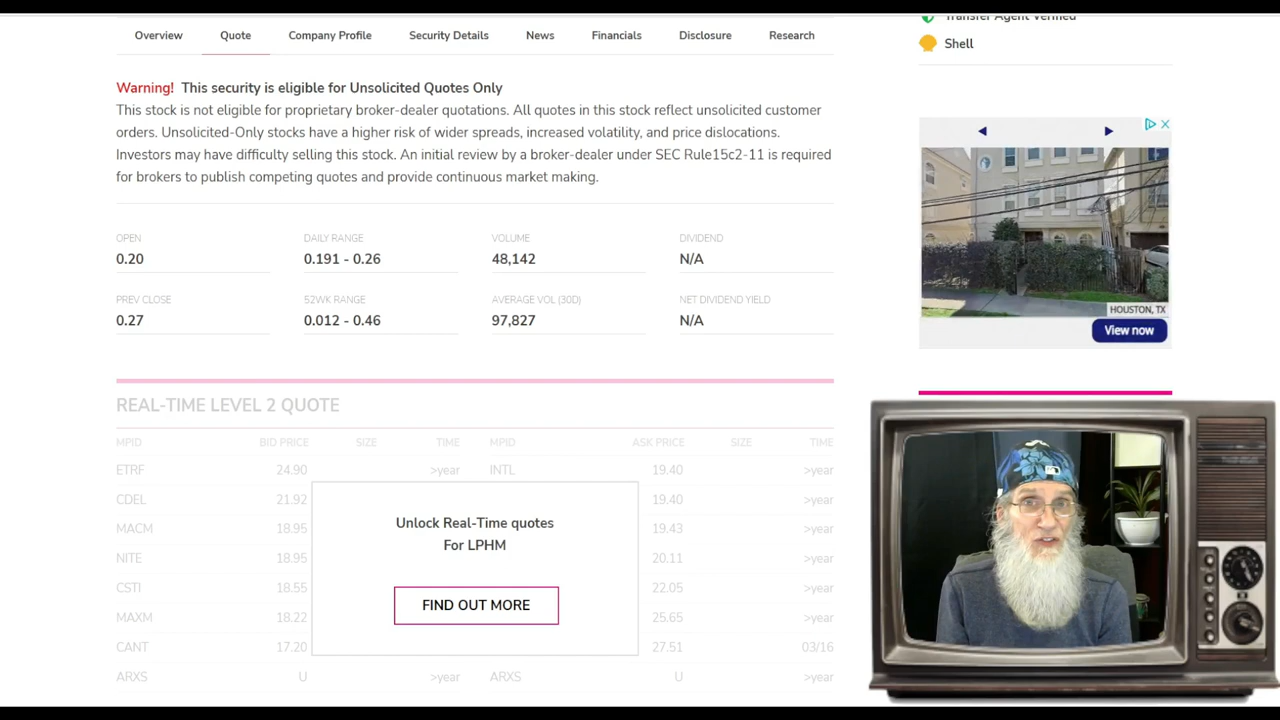 Transfer Agent Verified
Overview Quote Company Profile Security Details News Financials Disclosure Research
Shell
Warning! This security is eligible for Unsolicited Quotes Only
This stock is not eligible for proprietary broker-dealer quotations. All quotes in this stock reflect unsolicited customer
orders. Unsolicited-Only stocks have a higher risk of wider spreads, increased volatility, and price dislocations.
Investors may have difficulty selling this stock. An initial review by a broker-dealer under SEC Rule15c2-11 is required
for brokers to publish competing quotes and provide continuous market making.
OPEN DAILY RANGE VOLUME DIVIDEND
0.20 0.191 - 0.26 48,142 N/A
PREV CLOSE 52WK RANGE AVERAGE VOL (30D) NET DIVIDEND YIELD
0.27 0.012 - 0.46 97,827 N/A
HOUSTON, TX
View now
REAL-TIME LEVEL 2 QUOTE
MPID BID PRICE SIZE TIME MPID ASK PRICE SIZE TIME
ETRF 24.90 >year INTL 19.40 >year
CDEL 21.92 19.40 >year
MACM 18.95 19.43 >year
NITE 18.95 20.11 >year
CSTI 18.55 22.05 >year
MAXM 18.22 25.65 >year
CANT 17.20 27.51 03/16
ARXS U >year ARXS U >year
Unlock Real-Time quotes
For LPHM
FIND OUT MORE